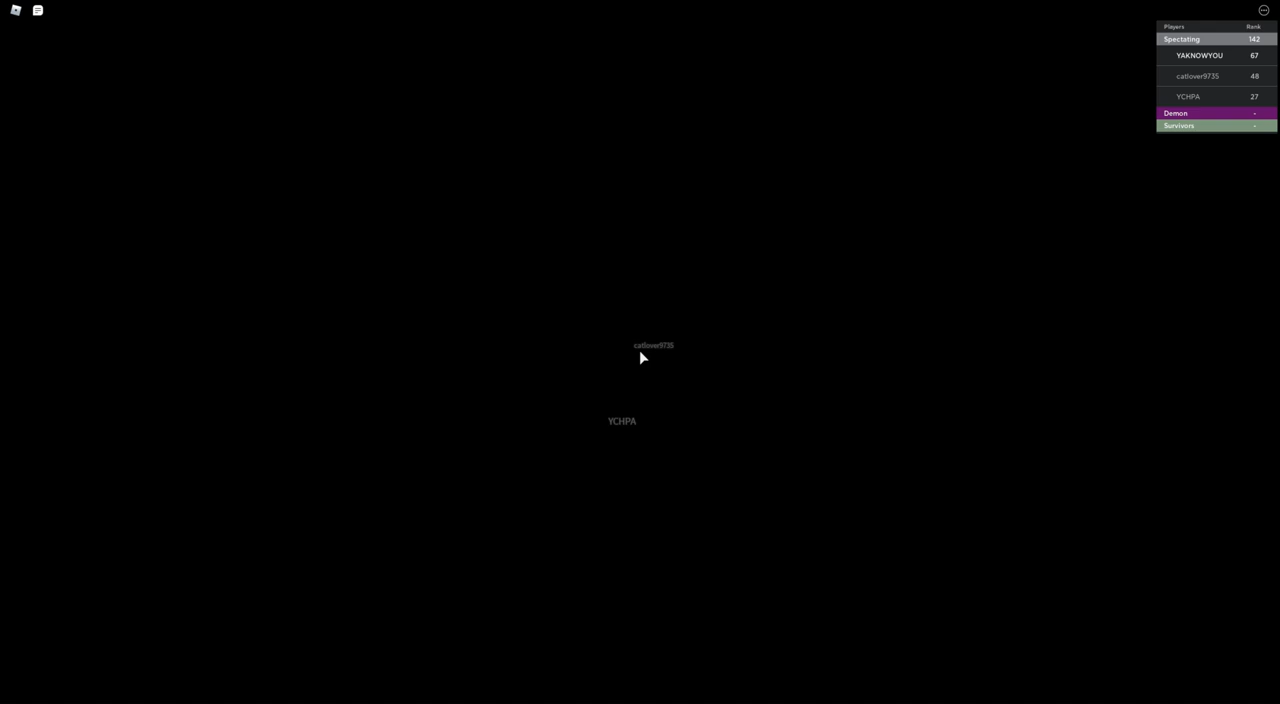 Players Rank
Spectating 142
YAKNOWYOU 67
catlover9735 48
YCHPA 27
Demon -
Survivors -
catlover9735
YCHPA